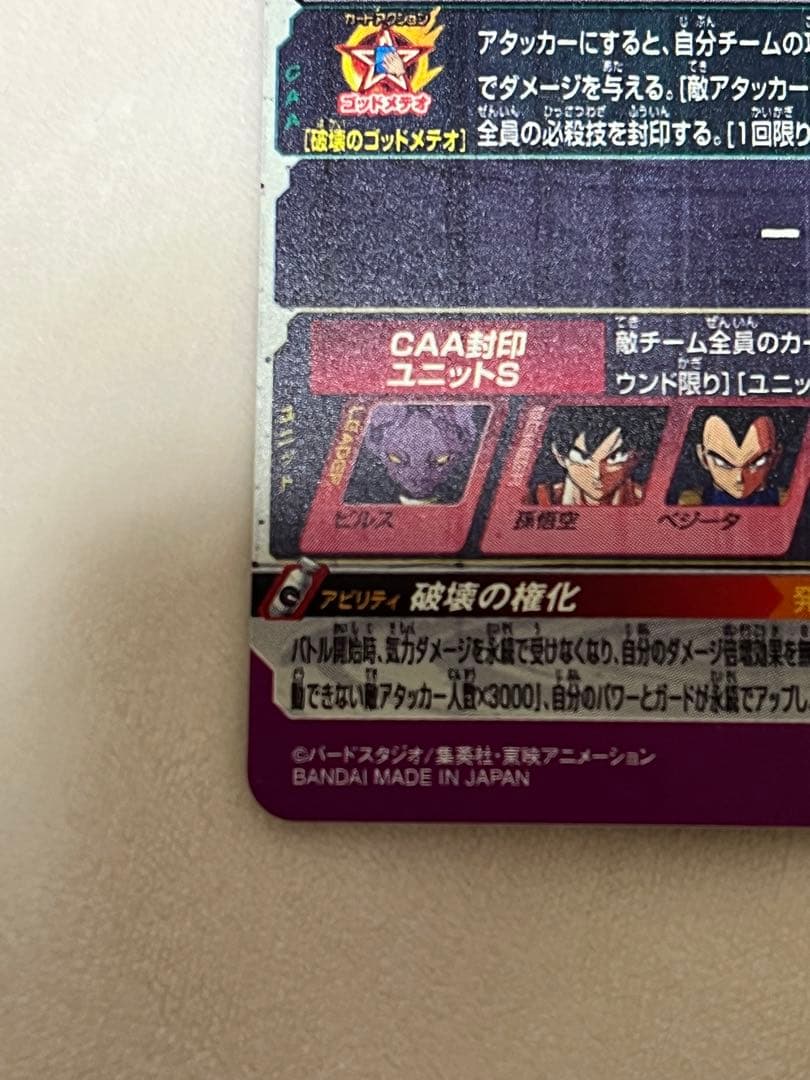 カードアクション
ゴッドメテオ
[破壊のゴッドメテオ]
CAA
アタッカーにすると、自分チームの
でダメージを与える。[敵アタッカー
全員の必殺技を封印する。[1回限り
ー
CAA封印
ユニットS
敵チーム全員のカー
ウンド限り][ユニッ
ユニット
LEADER
ビルス
MEMBER
孫悟空
ベジータ
アビリティ 破壊の権化
バトル開始時、気力ダメージを永続で受けなくなり、自分のダメージ倍増効果を無
動できない敵アタッカー人数×3000」、自分のパワーとガードが永続でアップし
©バードスタジオ/集英社・東映アニメーション
BANDAI MADE IN JAPAN